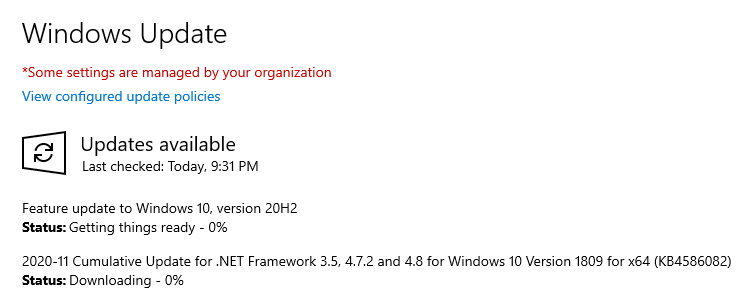 Windows Update
*Some settings are managed by your organization
View configured update policies
Updates available
Last checked: Today, 9:31 PM
Feature update to Windows 10, version 20H2
Status: Getting things ready - 0%
2020-11 Cumulative Update for .NET Framework 3.5, 4.7.2 and 4.8 for Windows 10 Version 1809 for x64 (KB4586082)
Status: Downloading - 0%